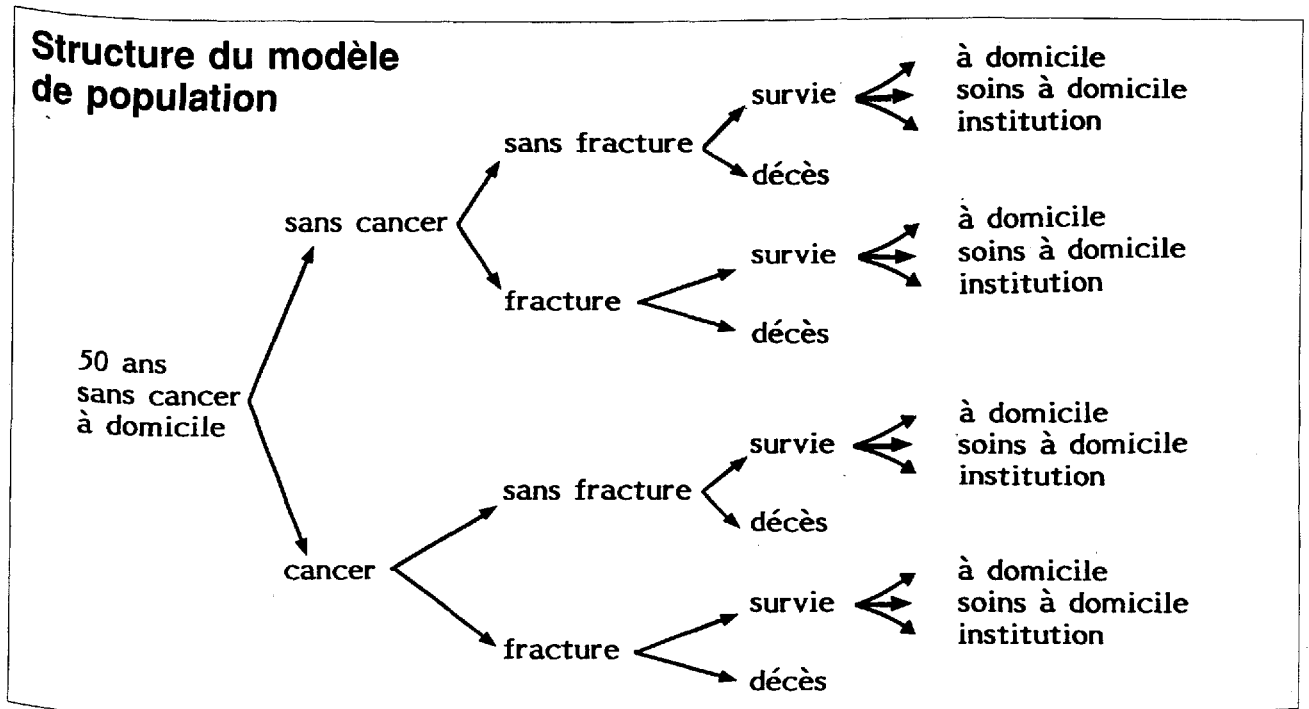 Structure du modèle
de population
50 ans
sans cancer
à domicile
sans cancer
sans fracture
survie
à domicile
soins à domicile
institution
décès
fracture
survie
à domicile
soins à domicile
institution
décès
cancer
sans fracture
survie
à domicile
soins à domicile
institution
décès
fracture
survie
à domicile
soins à domicile
institution
décès